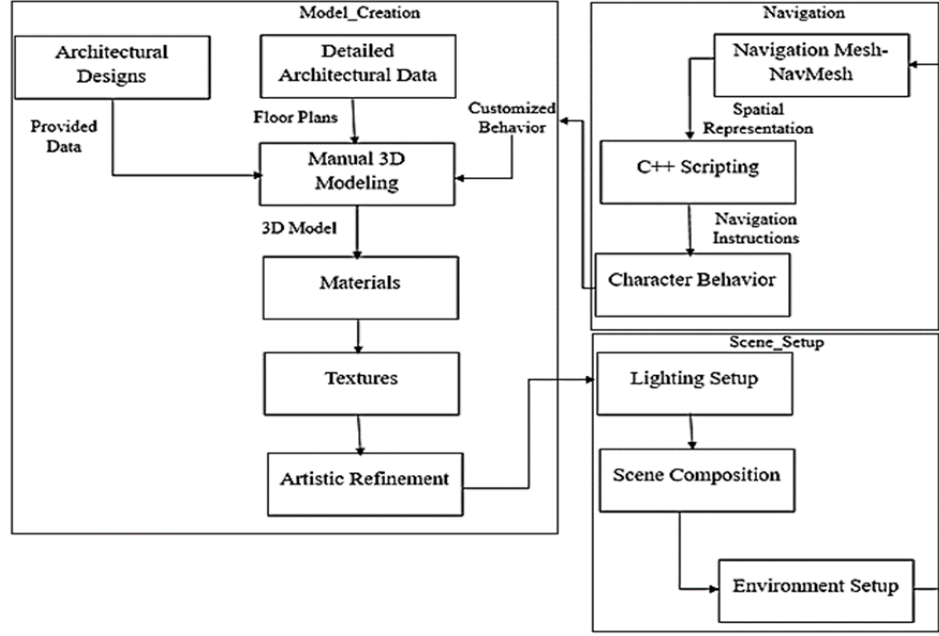 Model_Creation
Architectural
Designs
Detailed
Architectural Data
Provided
Data
Floor Plans
Customized
Behavior
Manual 3D
Modeling
3D Model
Materials
Textures
Artistic Refinement
Navigation
Navigation Mesh-
NavMesh
Spatial
Representation
C++ Scripting
Navigation
Instructions
Character Behavior
Scene_Setup
Lighting Setup
Scene Composition
Environment Setup